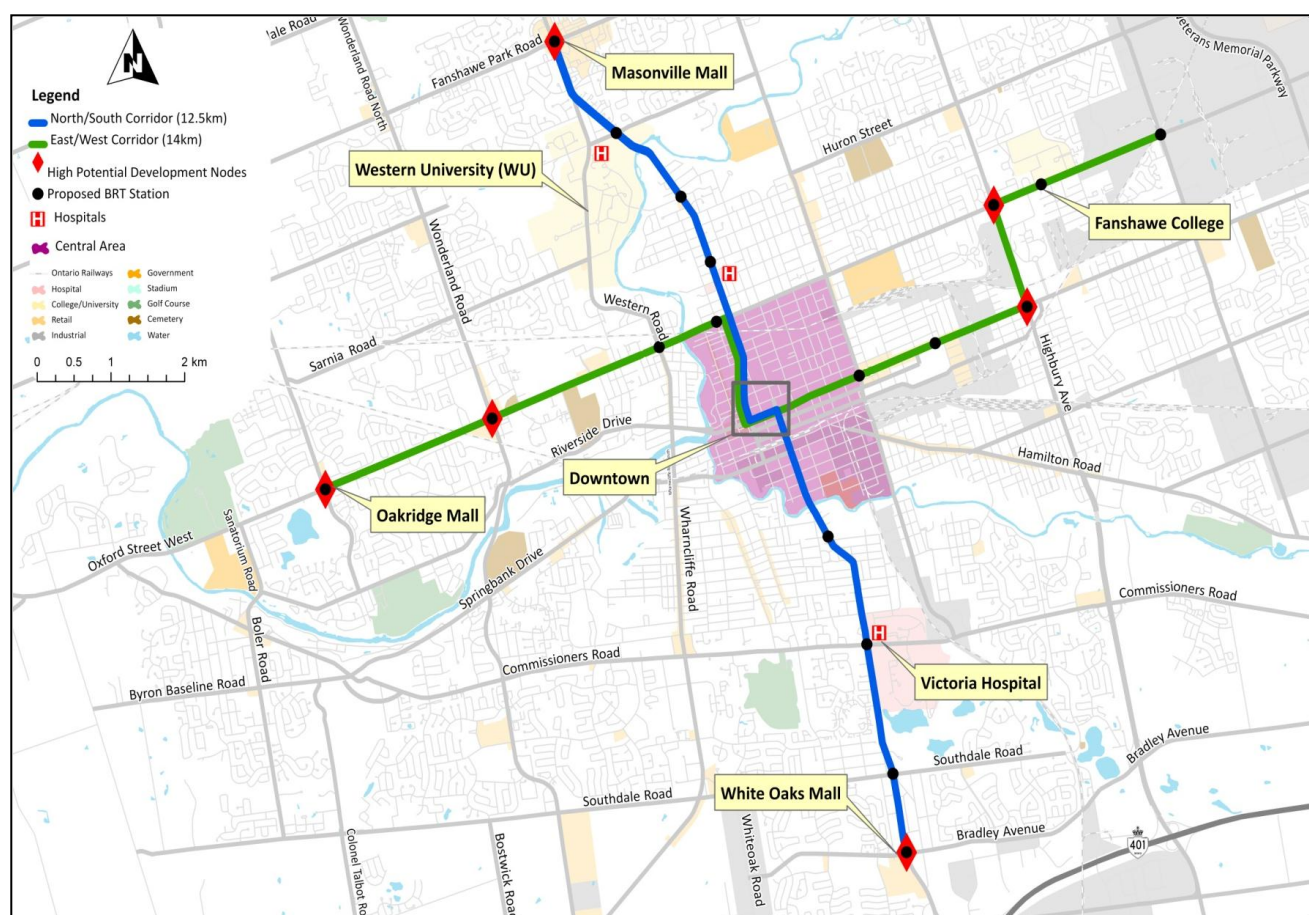 N
Legend
North/South Corridor (12.5km)
East/West Corridor (14km)
High Potential Development Nodes
Proposed BRT Station
H Hospitals
Central Area
Ontario Railways
Hospital
College/University
Retail
Industrial
Government
Stadium
Golf Course
Cemetery
Water
0 0.5 1 2 km
dale Road
Wonderland Road North
Fanshawe Park Road
Masonville Mall
Veterans Memorial Parkway
Huron Street
H
Western University (WU)
Fanshawe College
Wonderland Road
H
Western Road
Sarnia Road
Highbury Ave
Riverside Drive
Downtown
Hamilton Road
Oakridge Mall
Oxford Street West
Sanatorium Road
Springbank Drive
Wharncliffe Road
Commissioners Road
H
Boler Road
Commissioners Road
Byron Baseline Road
Victoria Hospital
Southdale Road
Bradley Avenue
White Oaks Mall
Southdale Road
Whiteoak Road
Bradley Avenue
401
Colonel Talbot Ro
Bostwick Road